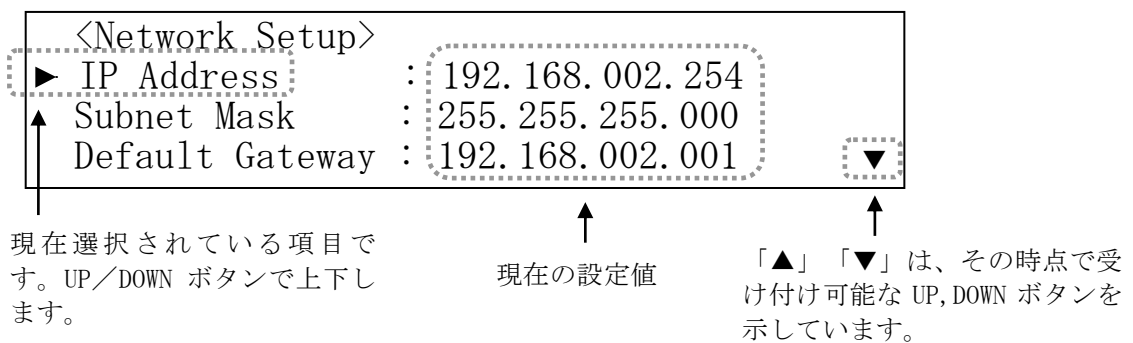 <Network Setup>
► IP Address : 192.168.002.254
Subnet Mask : 255.255.255.000
Default Gateway : 192.168.002.001 ▼
現在選択されている項目で
す。UP／DOWN ボタンで上下し
ます。
現在の設定値
「▲」「▼」は、その時点で受
け付け可能な UP,DOWN ボタンを
示しています。